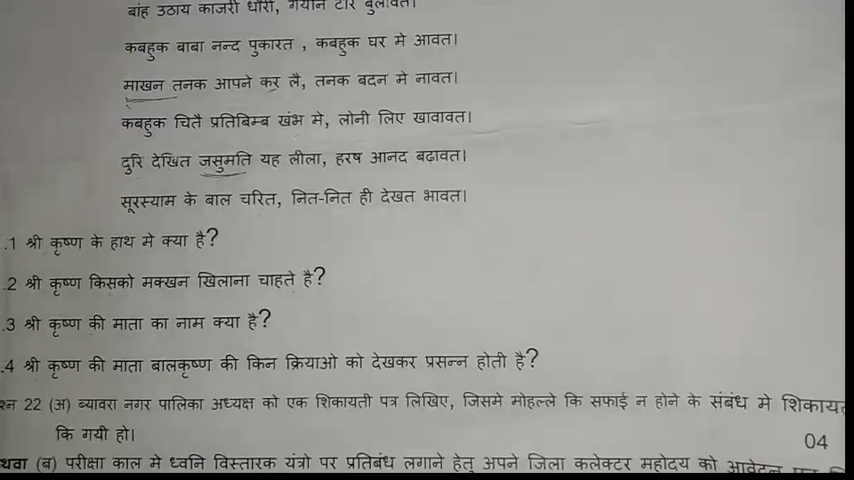 बांह उठाय काजरी धौरी, गैयनि टेरि बुलावत।
कबहुक बाबा नन्द पुकारत , कबहुक घर मे आवत।
माखन तनक आपने कर लै, तनक बदन मे नावत।
कबहुक चितै प्रतिबिम्ब खंभ मे, लोनी लिए खावावत।
दुरि देखित जसुमति यह लीला, हरष आनद बढावत।
सूरस्याम के बाल चरित, नित-नित ही देखत भावत।
.1 श्री कृष्ण के हाथ मे क्या है?
.2 श्री कृष्ण किसको मक्खन खिलाना चाहते है?
.3 श्री कृष्ण की माता का नाम क्या है?
.4 श्री कृष्ण की माता बालकृष्ण की किन क्रियाओ को देखकर प्रसन्न होती है?
22 (अ) ब्यावरा नगर पालिका अध्यक्ष को एक शिकायती पत्र लिखिए, जिसमे मोहल्ले कि सफाई न होने के संबंध मे शिकायत
कि गयी हो।
04
(ब) परीक्षा काल मे ध्वनि विस्तारक यंत्रो पर प्रतिबंध लगाने हेतु अपने जिला कलेक्टर महोदय को आवेदन